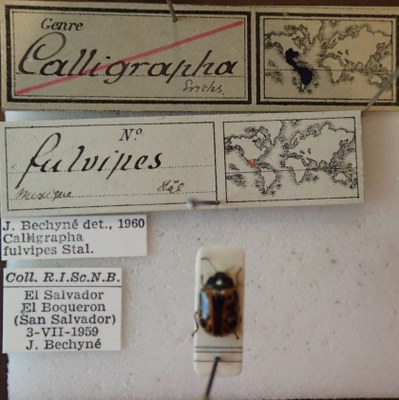 Genre
Calligrapha
Erichs.
Nº
fulvipes
Mexique Stål
J. Bechyné det., 1960
Calligrapha
fulvipes Stal.
Coll. R.I.Sc.N.B.
El Salvador
El Boqueron
(San Salvador)
3-VII-1959
J. Bechyné